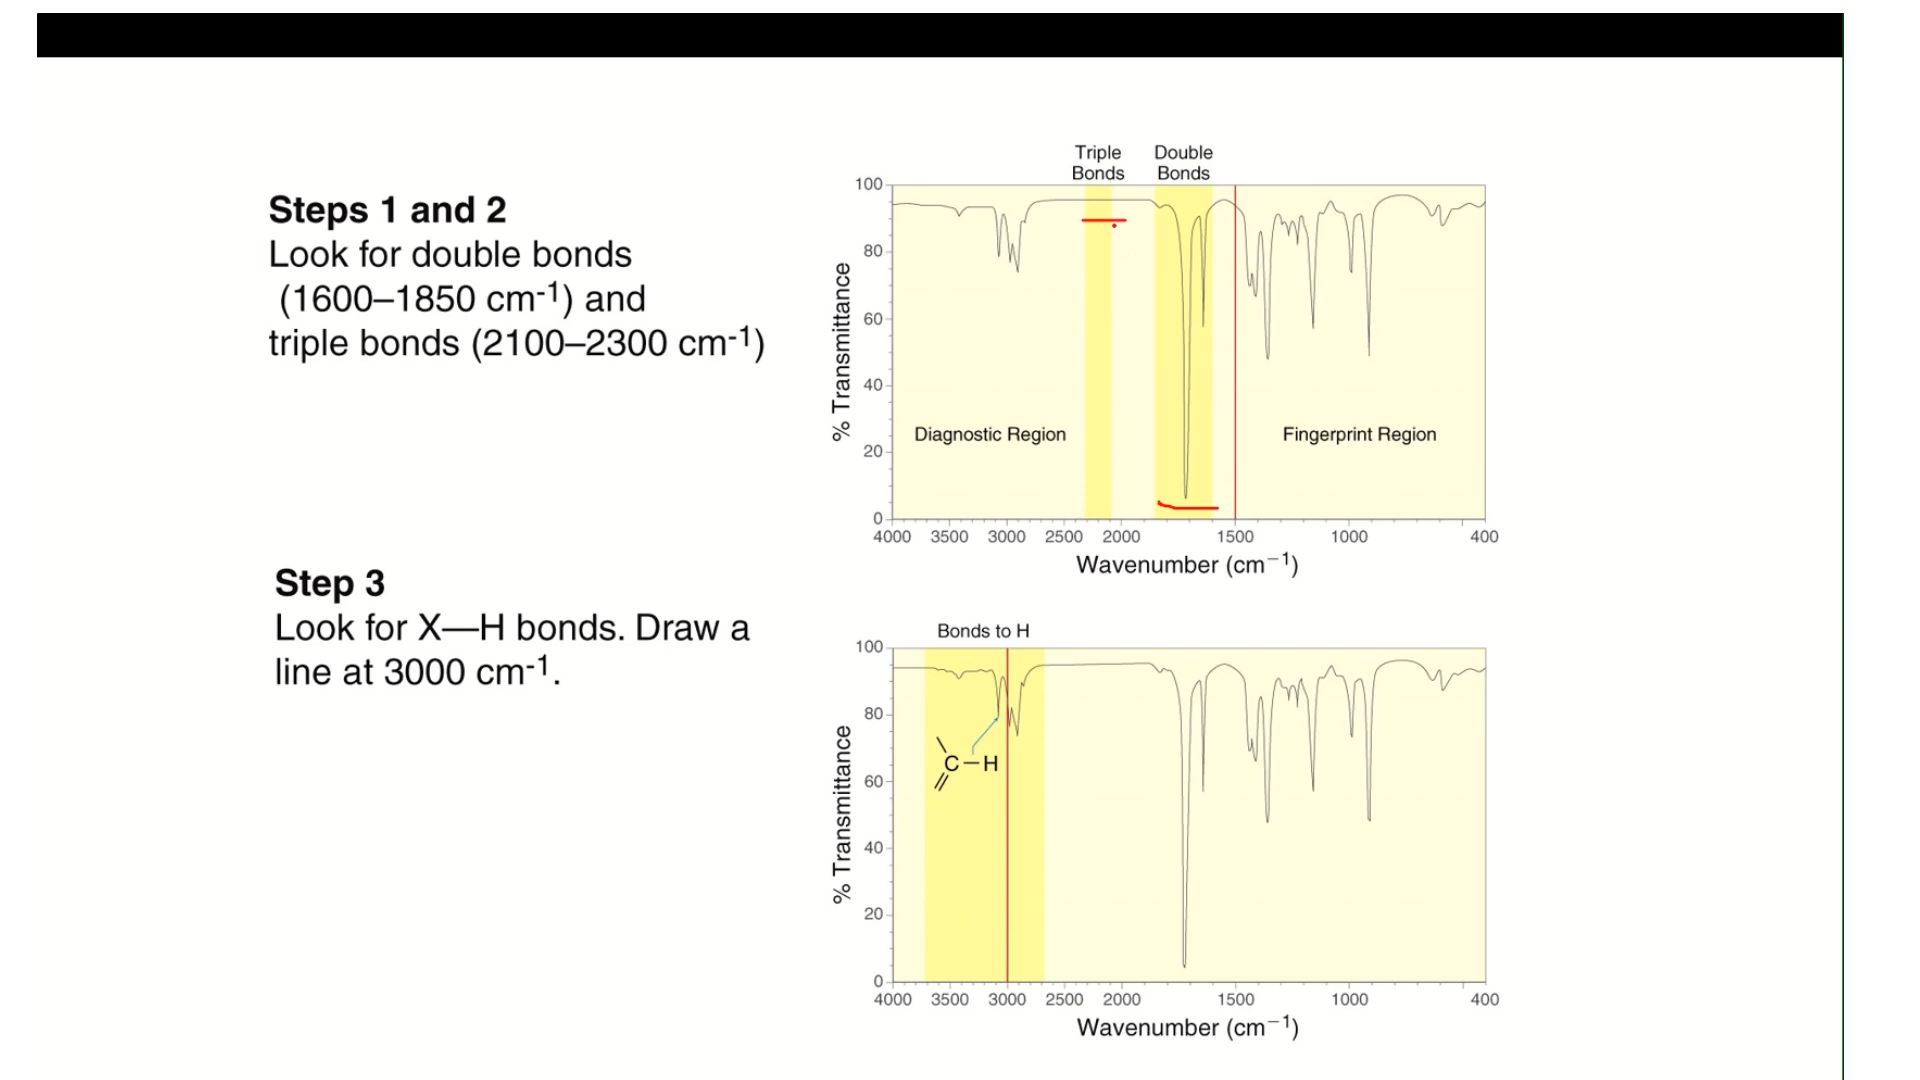 Steps 1 and 2
Look for double bonds
(1600–1850 cm-1) and
triple bonds (2100–2300 cm-1)
Triple
Bonds
Double
Bonds
100
80
60
40
20
0
% Transmittance
Diagnostic Region
Fingerprint Region
4000 3500 3000 2500 2000 1500 1000 400
Wavenumber (cm−1)
Step 3
Look for X—H bonds. Draw a
line at 3000 cm-1.
Bonds to H
100
80
60
40
20
0
% Transmittance
C–H
4000 3500 3000 2500 2000 1500 1000 400
Wavenumber (cm−1)